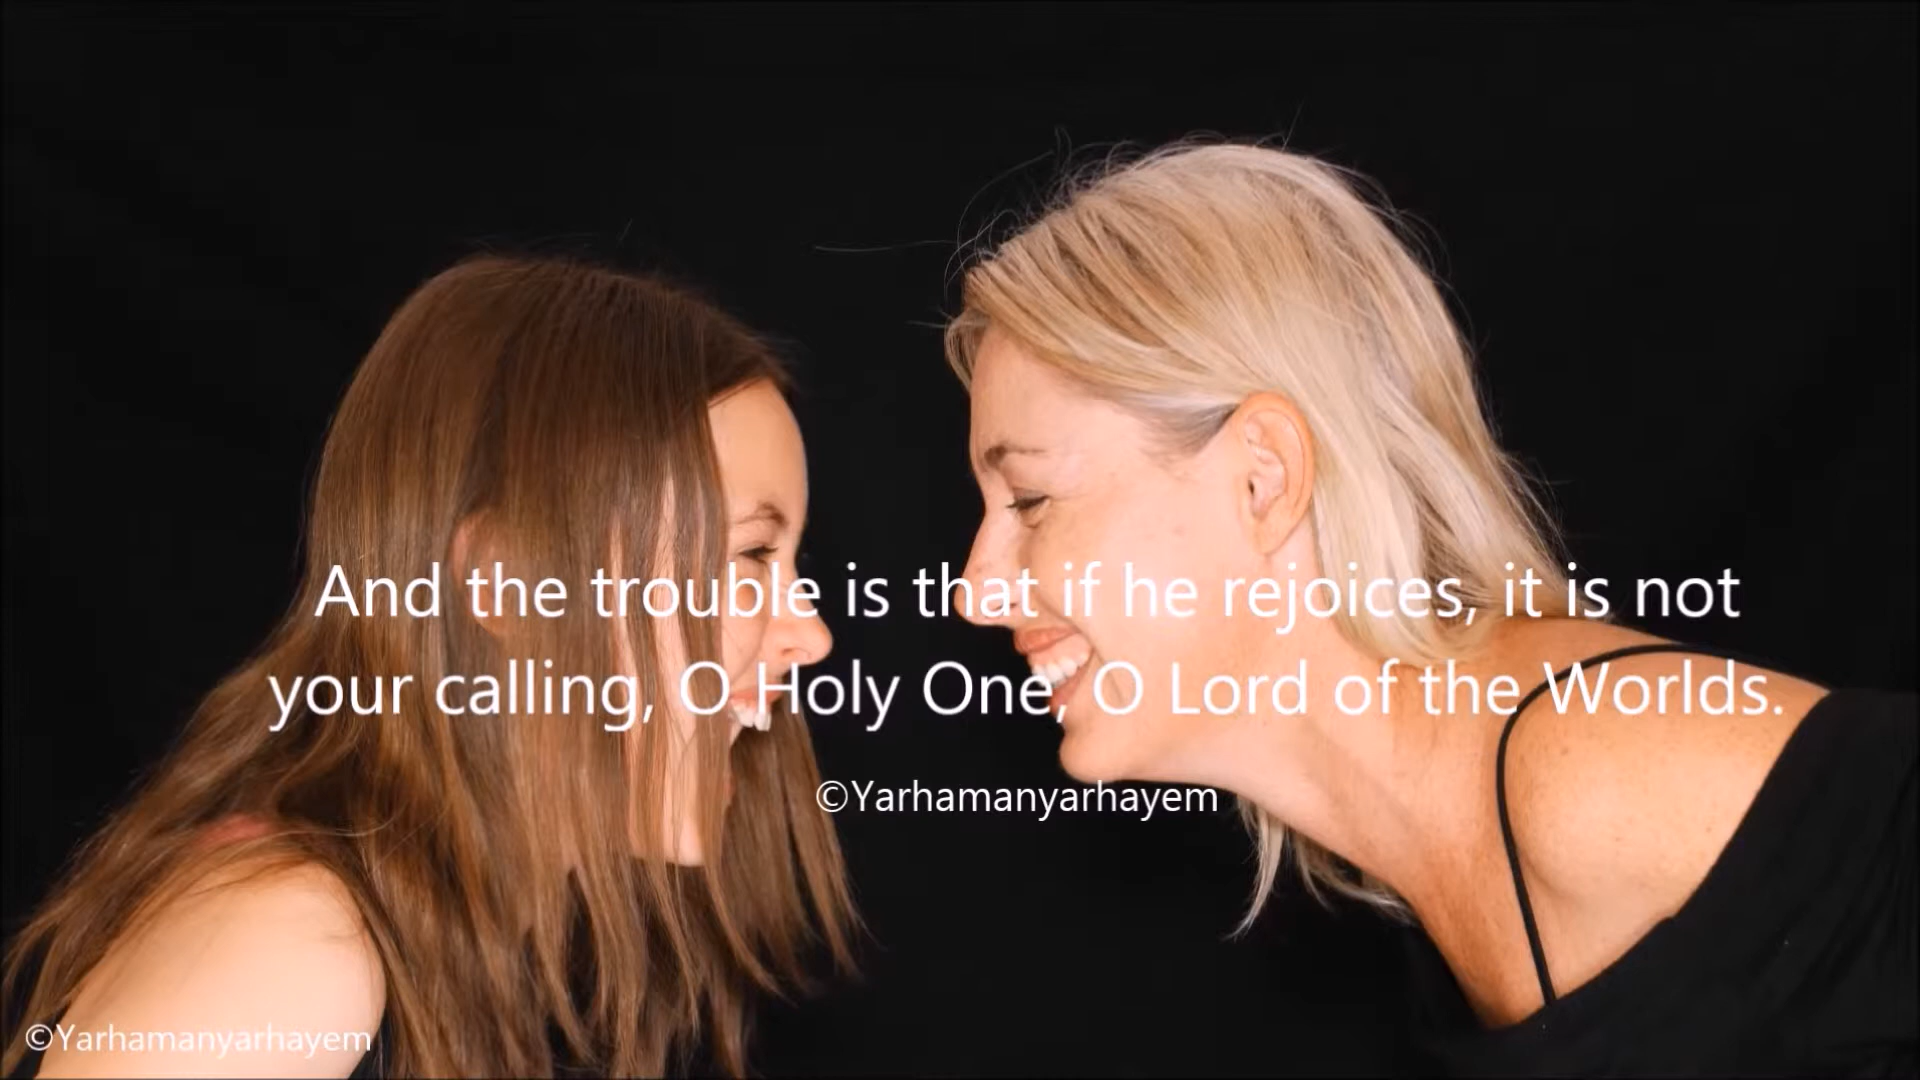 And the trouble is that if he rejoices, it is not
your calling, O Holy One, O Lord of the Worlds.
©Yarhamanyarhayem
©Yarhamanyarhayem